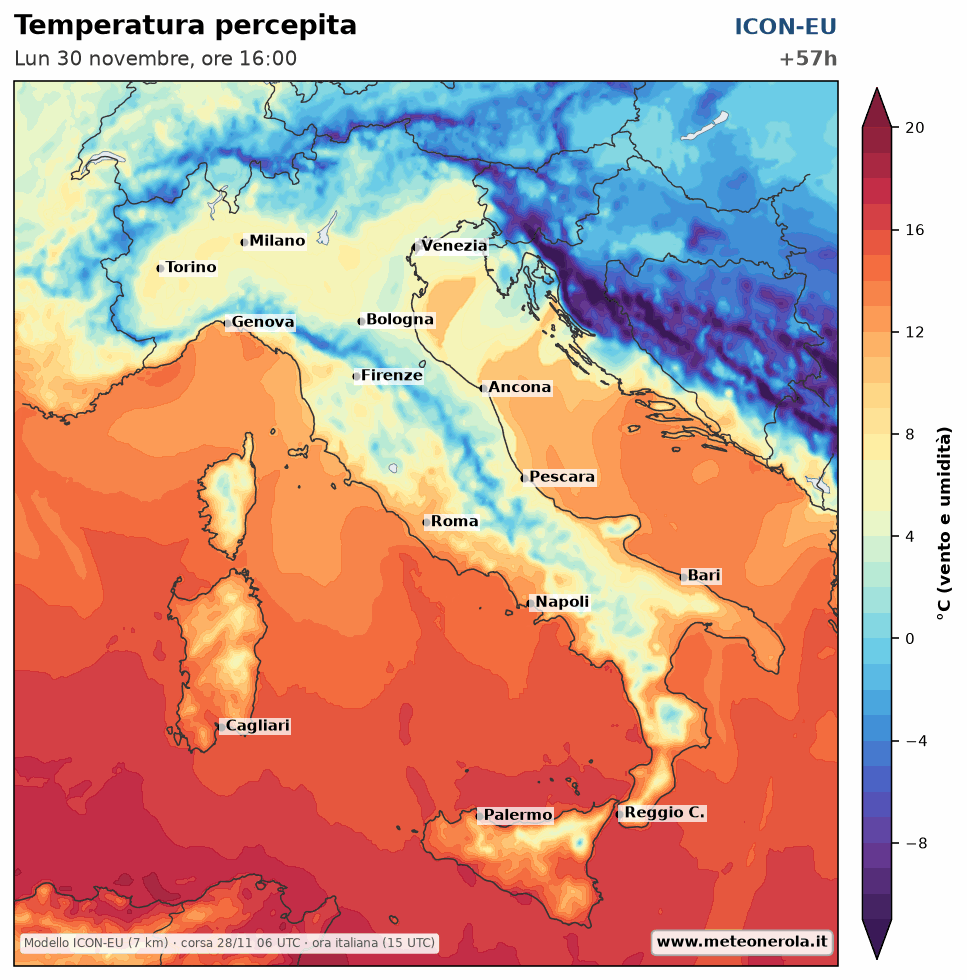 Temperatura percepita
ICON-EU
Lun 30 novembre, ore 16:00
+57h
20
16
12
8
4
0
−4
−8
°C (vento e umidità)
Milano
Venezia
Torino
Genova
Bologna
Firenze
Ancona
Pescara
Roma
Bari
Napoli
Cagliari
Palermo
Reggio C.
Modello ICON-EU (7 km) · corsa 28/11 06 UTC · ora italiana (15 UTC)
www.meteonerola.it